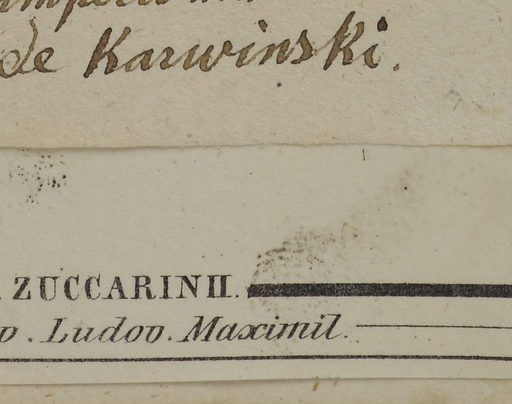 de Karwinski.
ZUCCARINII.
. Ludov. Maximil.